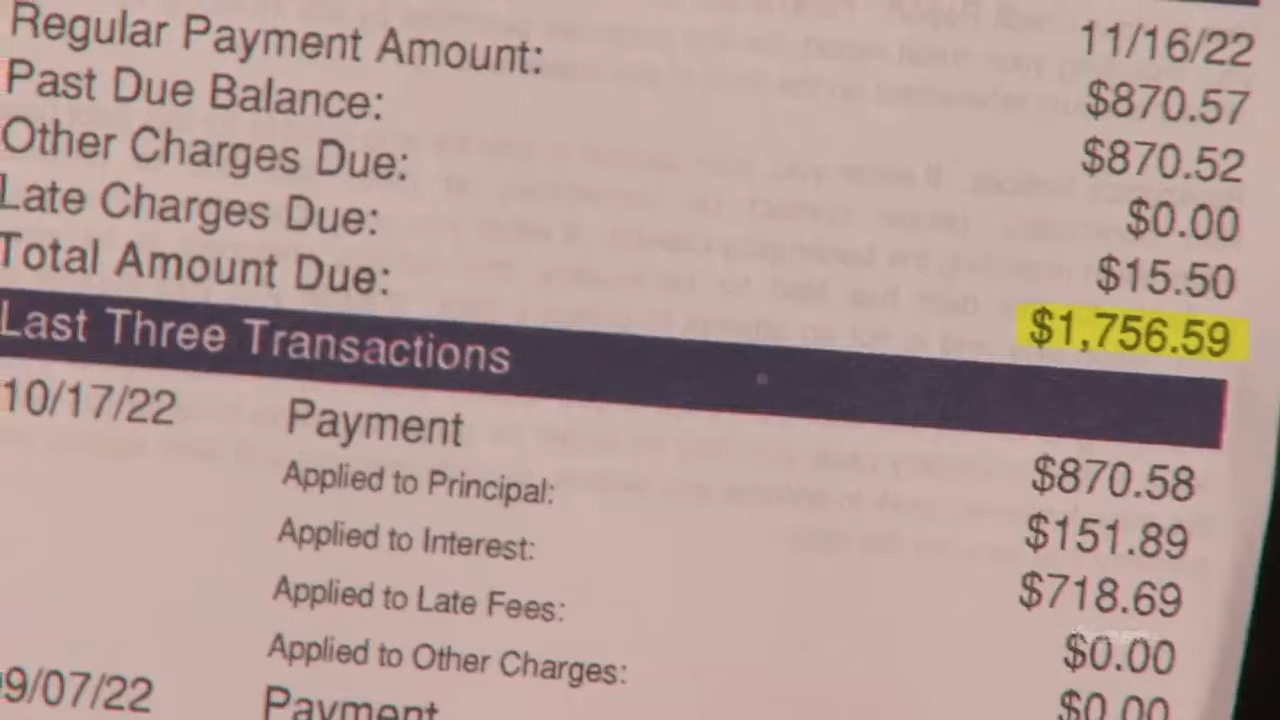 11/16/22
Regular Payment Amount: $870.57
Past Due Balance: $870.52
Other Charges Due: $0.00
Late Charges Due: $15.50
Total Amount Due: $1,756.59
Last Three Transactions
10/17/22 Payment $870.58
Applied to Principal: $151.89
Applied to Interest: $718.69
Applied to Late Fees: $0.00
Applied to Other Charges: $0.00
9/07/22 Payment